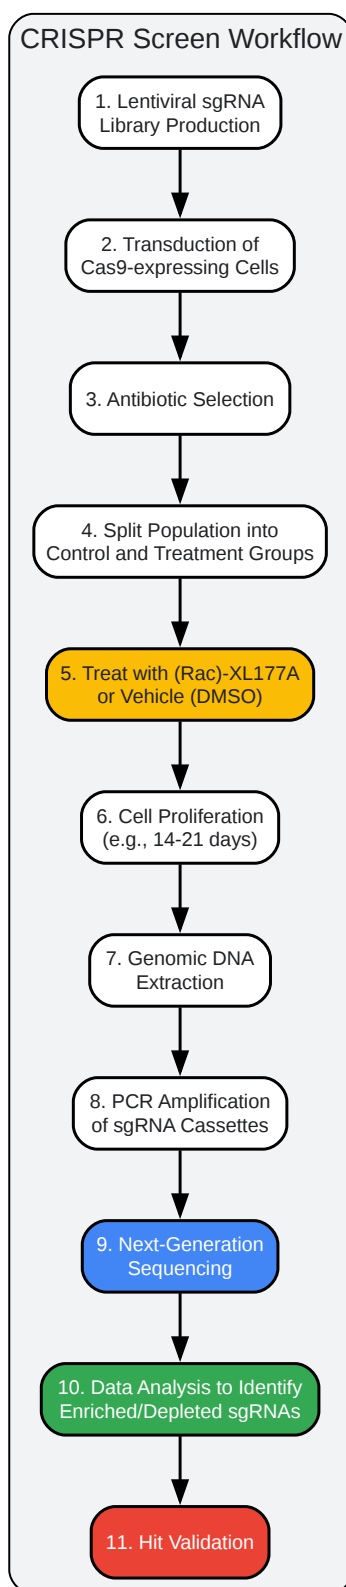 CRISPR Screen Workflow
1. Lentiviral sgRNA
Library Production
2. Transduction of
Cas9-expressing Cells
3. Antibiotic Selection
4. Split Population into
Control and Treatment Groups
5. Treat with (Rac)-XL177A
or Vehicle (DMSO)
6. Cell Proliferation
(e.g., 14-21 days)
7. Genomic DNA
Extraction
8. PCR Amplification
of sgRNA Cassettes
9. Next-Generation
Sequencing
10. Data Analysis to Identify
Enriched/Depleted sgRNAs
11. Hit Validation